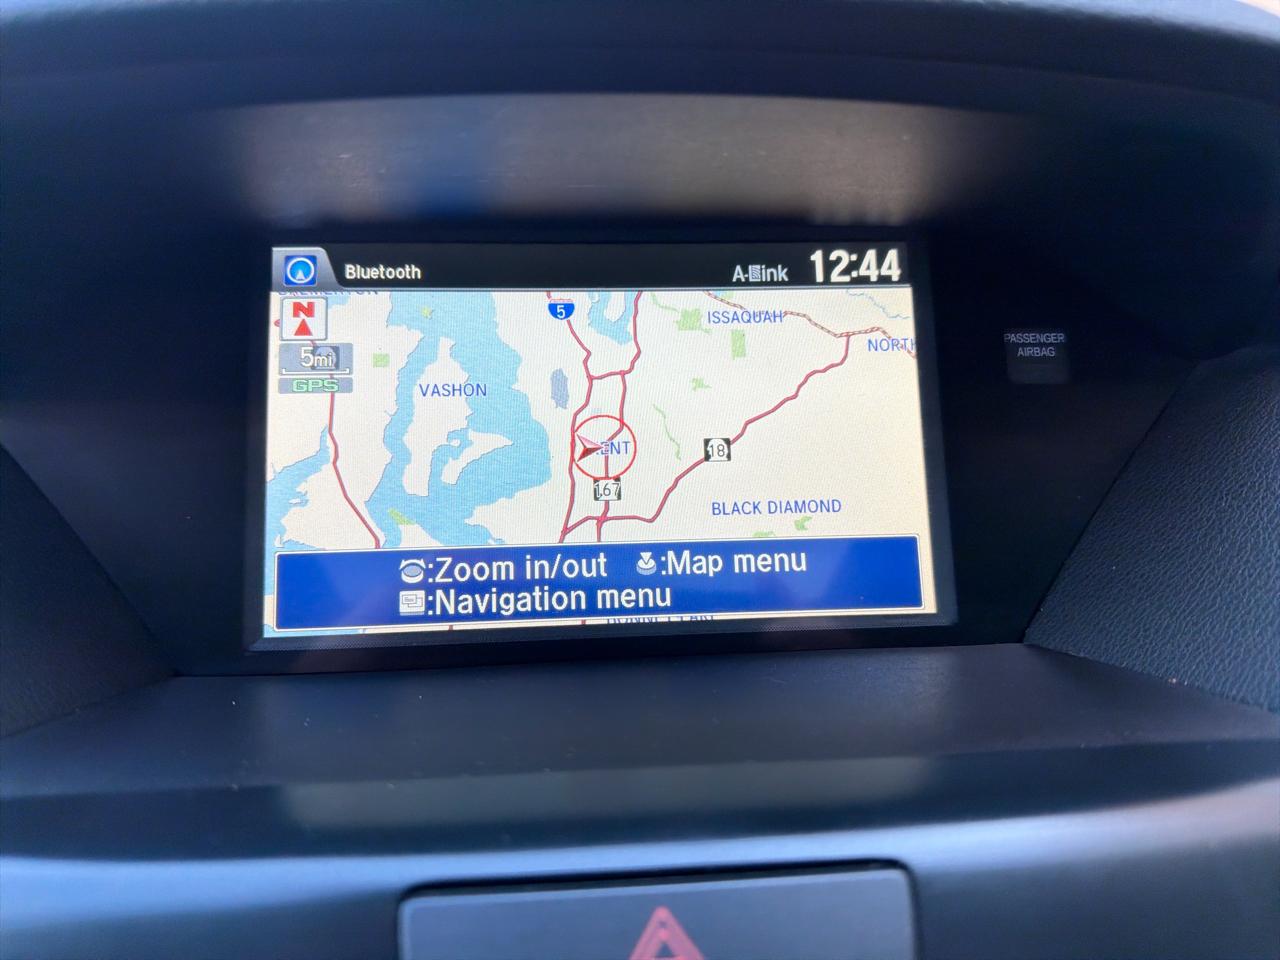 Bluetooth
A-Link 12:44
N
5mi
GPS
5
ISSAQUAH
VASHON
18
167
BLACK DIAMOND
:Zoom in/out :Map menu
:Navigation menu
PASSENGER
AIRBAG